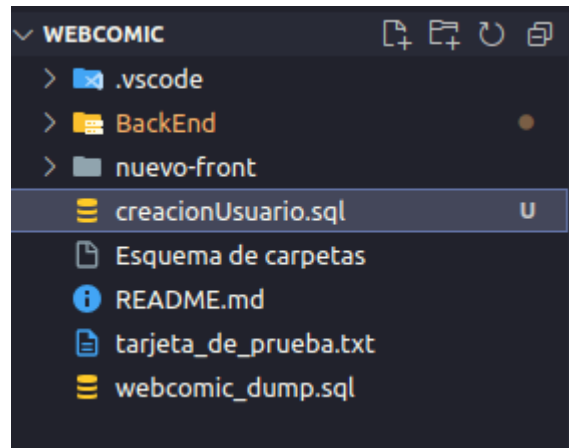 WEBCOMIC
.vscode
BackEnd
nuevo-front
creacionUsuario.sql U
Esquema de carpetas
README.md
tarjeta_de_prueba.txt
webcomic_dump.sql